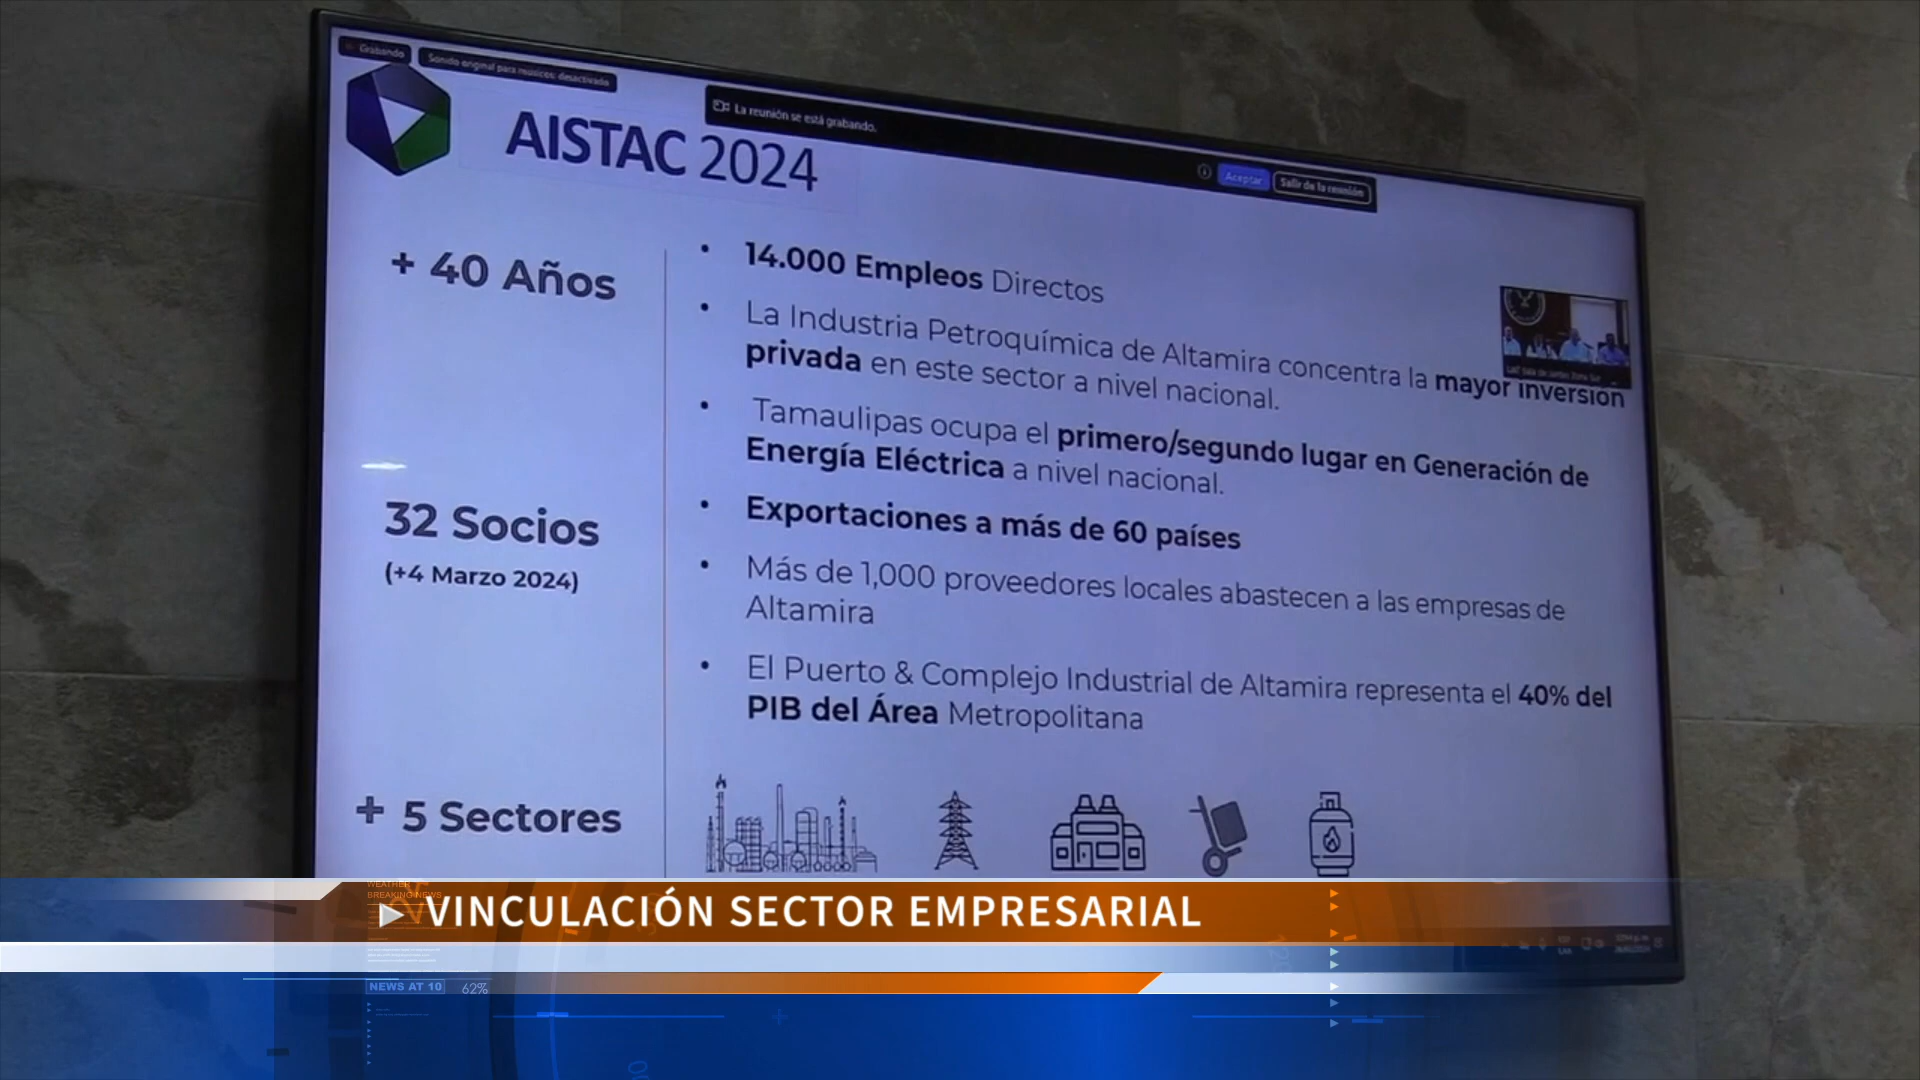 Grabando
Sonido original para músicos: desactivado
La reunión se está grabando.
Aceptar
Salir de la reunión
AISTAC 2024
+ 40 Años
• 14.000 Empleos Directos
• La Industria Petroquímica de Altamira concentra la mayor inversión
privada en este sector a nivel nacional.
• Tamaulipas ocupa el primero/segundo lugar en Generación de
Energía Eléctrica a nivel nacional.
32 Socios
(+4 Marzo 2024)
• Exportaciones a más de 60 países
• Más de 1,000 proveedores locales abastecen a las empresas de
Altamira
• El Puerto & Complejo Industrial de Altamira representa el 40% del
PIB del Área Metropolitana
+ 5 Sectores
WEATHER
BREAKING NEWS
VINCULACIÓN SECTOR EMPRESARIAL
NEWS AT 10
62%